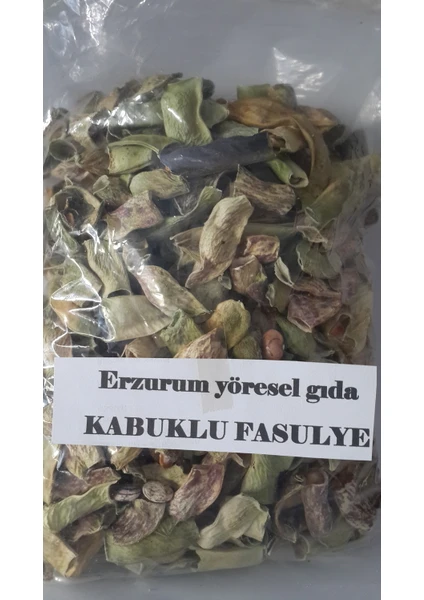 Erzurum yöresel gıda
KABUKLU FASULYE